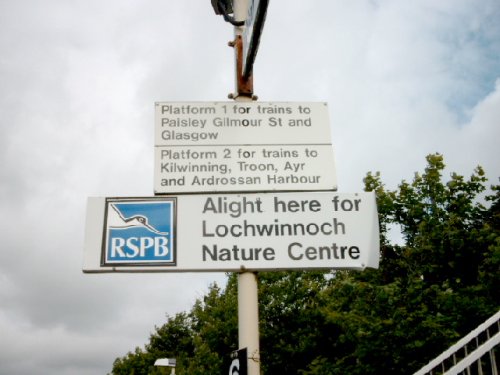 Platform 1 for trains to
Paisley Gilmour St and
Glasgow
Platform 2 for trains to
Kilwinning, Troon, Ayr
and Ardrossan Harbour
RSPB
Alight here for
Lochwinnoch
Nature Centre